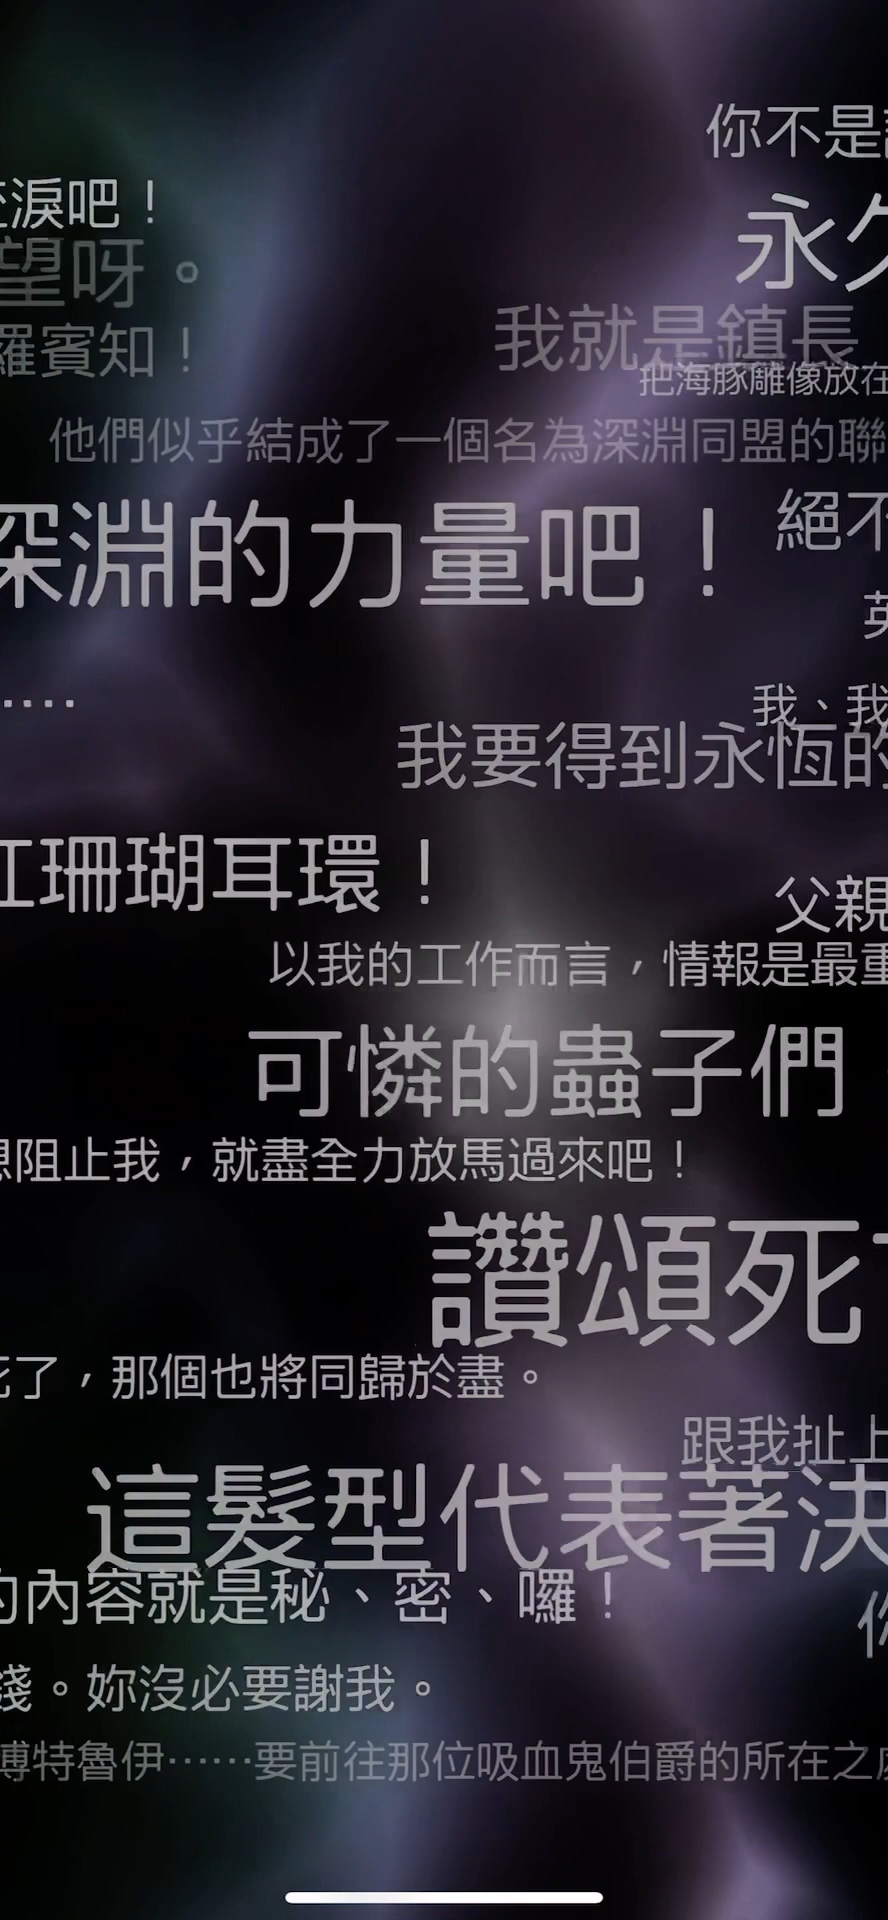 你不是
淚吧！
永久
望呀。
我就是鎮長
羅賓知！
把海豚雕像放在
他們似乎結成了一個名為深淵同盟的聯
絕不
深淵的力量吧！
英
……
我、我
我要得到永恆的
紅珊瑚耳環！
父親
以我的工作而言，情報是最重
可憐的蟲子們
想阻止我，就盡全力放馬過來吧！
讚頌死
死了，那個也將同歸於盡。
跟我扯上
這髮型代表著決
的內容就是秘、密、囉！
你
錢。妳沒必要謝我。
博特魯伊……要前往那位吸血鬼伯爵的所在之處